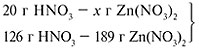 20 г HNO₃ – x г Zn(NO₃)₂
126 г HNO₃ – 189 г Zn(NO₃)₂